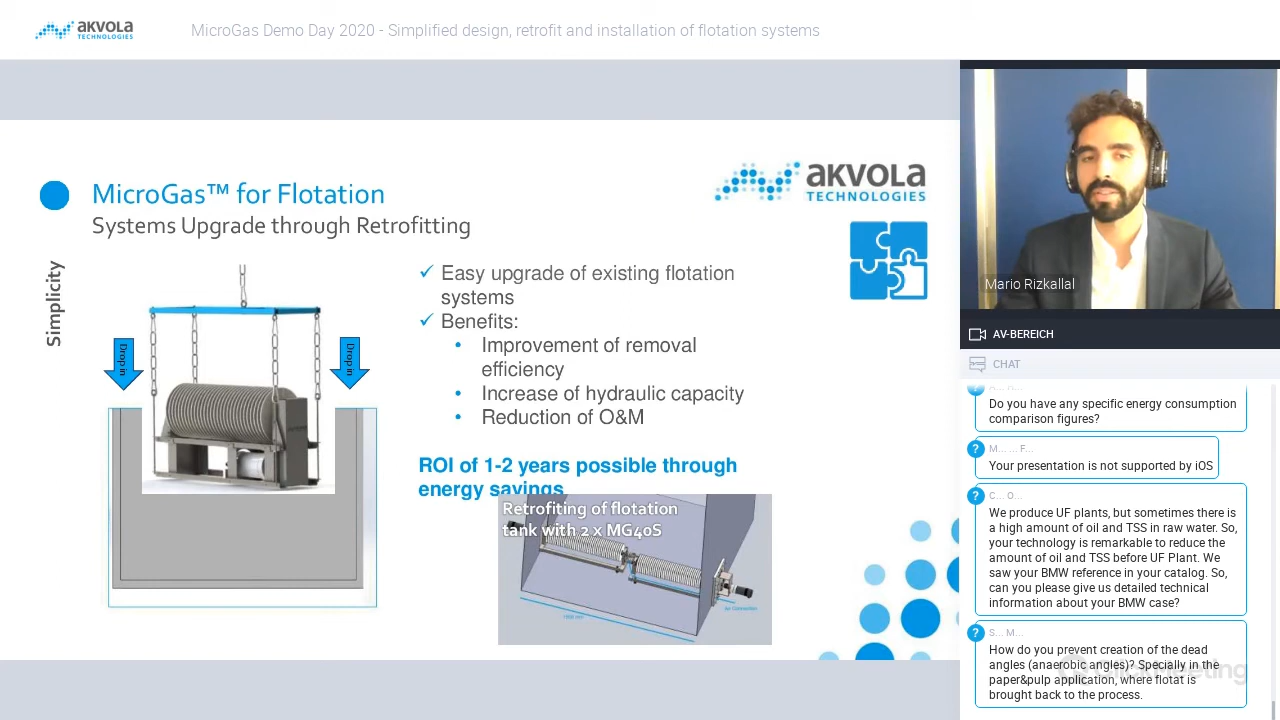 akvola
TECHNOLOGIES
MicroGas Demo Day 2020 - Simplified design, retrofit and installation of flotation systems
MicroGas™ for Flotation
Systems Upgrade through Retrofitting
akvola
TECHNOLOGIES
Simplicity
Drop in
Drop in
✓ Easy upgrade of existing flotation
systems
✓ Benefits:
• Improvement of removal
efficiency
• Increase of hydraulic capacity
• Reduction of O&M
ROI of 1-2 years possible through
energy savings
Retrofiting of flotation
tank with 2 x MG40S
Air Connection
Mario Rizkallal
AV-BEREICH
CHAT
Do you have any specific energy consumption
comparison figures?
M... ... F...
Your presentation is not supported by iOS
C... O...
We produce UF plants, but sometimes there is
a high amount of oil and TSS in raw water. So,
your technology is remarkable to reduce the
amount of oil and TSS before UF Plant. We
saw your BMW reference in your catalog. So,
can you please give us detailed technical
information about your BMW case?
S... M...
How do you prevent creation of the dead
angles (anaerobic angles)? Specially in the
paper&pulp application, where flotat is
brought back to the process.
ClickMeeting